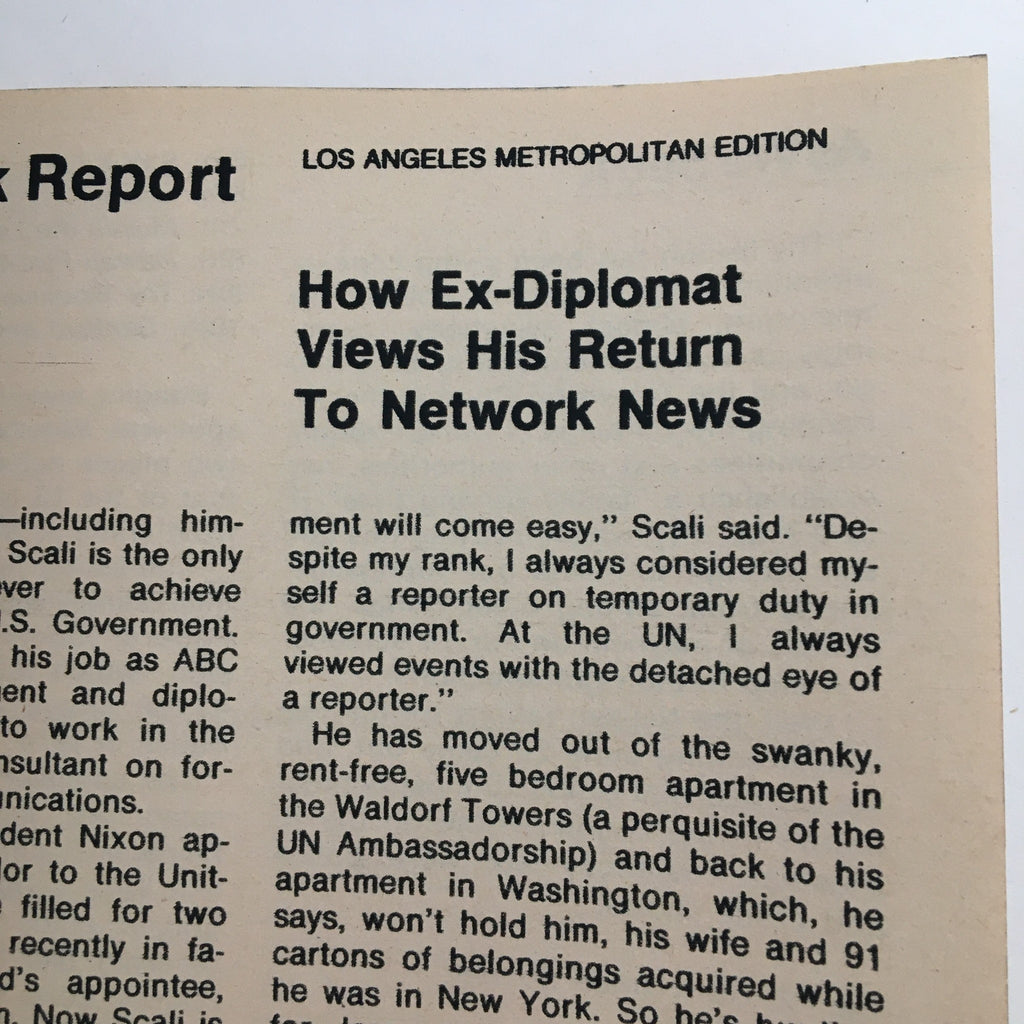 Report
LOS ANGELES METROPOLITAN EDITION
How Ex-Diplomat
Views His Return
To Network News
—including him-
Scali is the only
to achieve
Government.
his job as ABC
and diplo-
to work in the
on for-
Nixon ap-
to the Unit-
filled for two
recently in fa-
appointee,
Now Scali is
ment will come easy,” Scali said. “De-
spite my rank, I always considered my-
self a reporter on temporary duty in
government. At the UN, I always
viewed events with the detached eye of
a reporter.”
He has moved out of the swanky,
rent-free, five bedroom apartment in
the Waldorf Towers (a perquisite of the
UN Ambassadorship) and back to his
apartment in Washington, which, he
says, won't hold him, his wife and 91
cartons of belongings acquired while
he was in New York. So he's